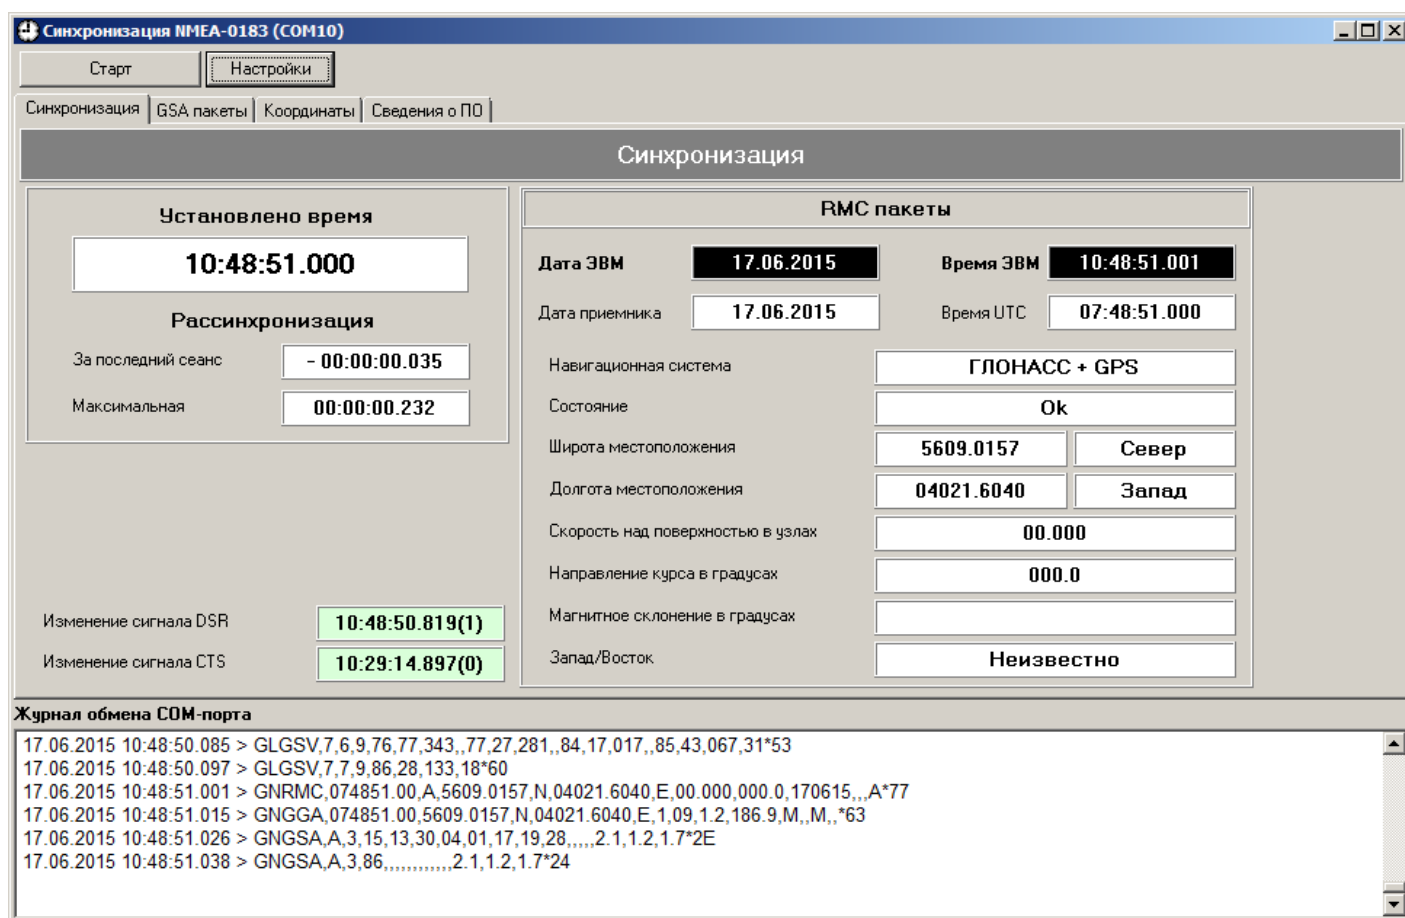 Синхронизация NMEA-0183 (COM10)
Старт Настройки
Синхронизация GSA пакеты Координаты Сведения о ПО
Синхронизация
Установлено время
10:48:51.000
Рассинхронизация
За последний сеанс - 00:00:00.035
Максимальная 00:00:00.232
Изменение сигнала DSR 10:48:50.819(1)
Изменение сигнала CTS 10:29:14.897(0)
RMC пакеты
Дата ЭВМ 17.06.2015 Время ЭВМ 10:48:51.001
Дата приемника 17.06.2015 Время UTC 07:48:51.000
Навигационная система ГЛОНАСС + GPS
Состояние Ok
Широта местоположения 5609.0157 Север
Долгота местоположения 04021.6040 Запад
Скорость над поверхностью в узлах 00.000
Направление курса в градусах 000.0
Магнитное склонение в градусах
Запад/Восток Неизвестно
Журнал обмена COM-порта
17.06.2015 10:48:50.085 > GLGSV,7,6,9,76,77,343,,77,27,281,,84,17,017,,85,43,067,31*53
17.06.2015 10:48:50.097 > GLGSV,7,7,9,86,28,133,18*60
17.06.2015 10:48:51.001 > GNRMC,074851.00,A,5609.0157,N,04021.6040,E,00.000,000.0,170615,,,A*77
17.06.2015 10:48:51.015 > GNGGA,074851.00,5609.0157,N,04021.6040,E,1,09,1.2,186.9,M,,M,,*63
17.06.2015 10:48:51.026 > GNGSA,A,3,15,13,30,04,01,17,19,28,,,,,2.1,1.2,1.7*2E
17.06.2015 10:48:51.038 > GNGSA,A,3,86,,,,,,,,,,,,2.1,1.2,1.7*24